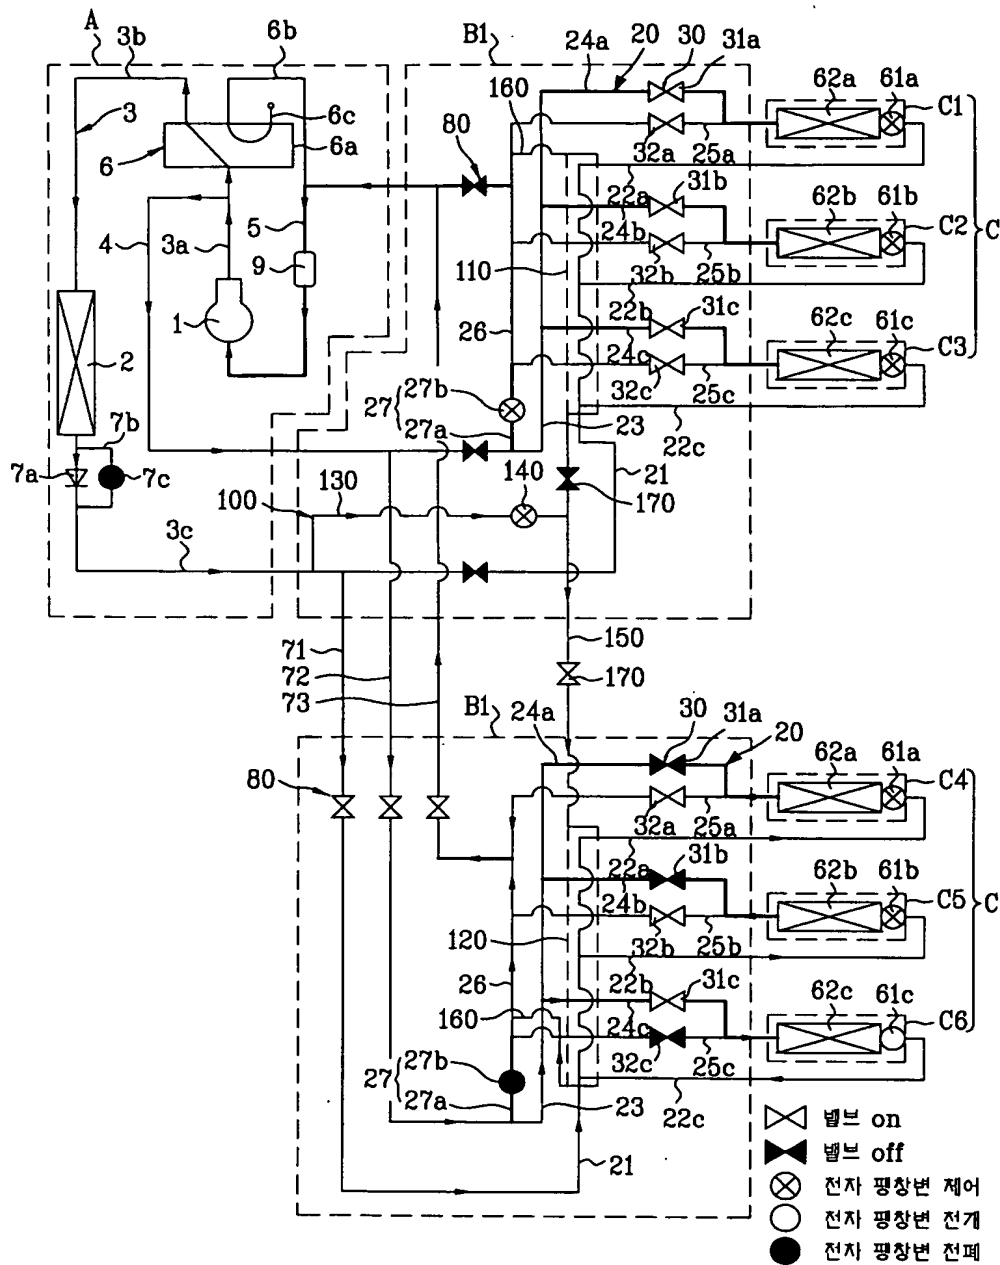 A
3b
6b
B1
24a
20
30
31a
62a
61a
C1
3
6c
6a
6
160
80
32a
25a
22a
31b
62b
61b
C2
C
4
3a
5
9
24b
110
32b
25b
1
26
22b
31c
62c
61c
C3
2
24c
27
27b
27a
32c
25c
23
22c
7b
7a
7c
140
21
170
130
100
3c
71
72
73
150
170
B1
24a
30
31a
20
62a
61a
C4
80
32a
25a
22a
31b
62b
61b
C5
C
24b
120
32b
25b
26
22b
31c
62c
61c
C6
160
24c
32c
25c
27
27b
27a
23
22c
21
밸브 on
밸브 off
전자 팽창변 제어
전자 팽창변 전개
전자 팽창변 전폐